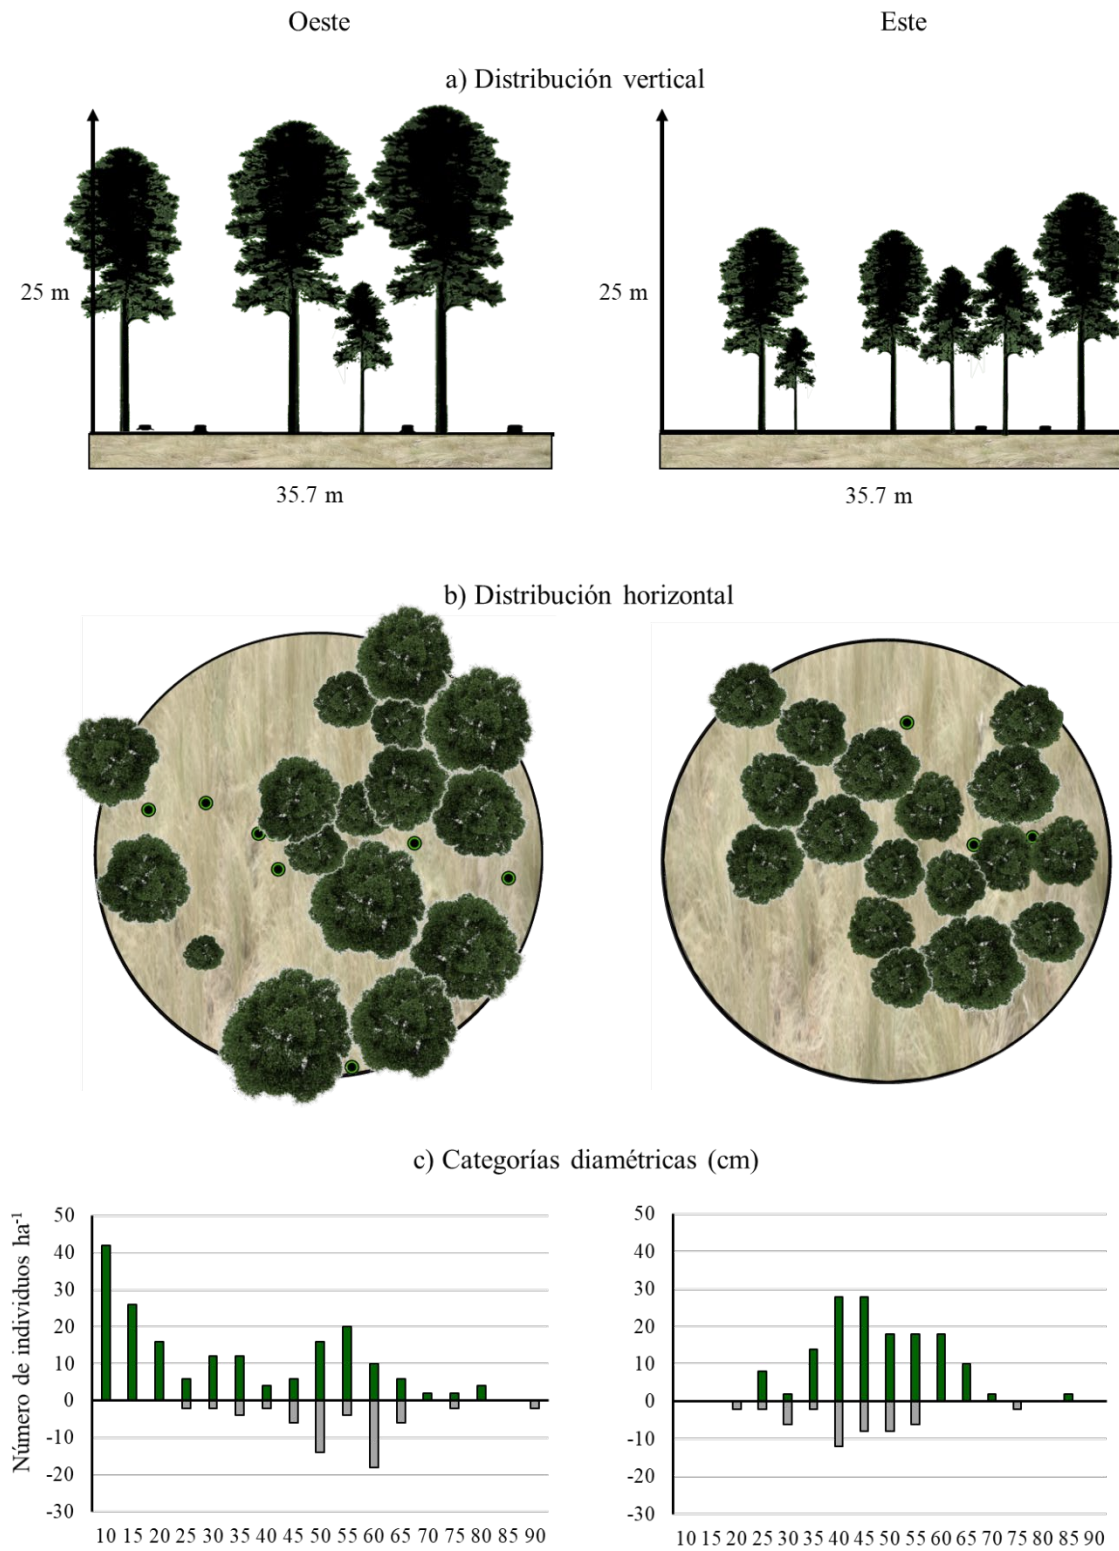 Oeste Este
a) Distribución vertical
25 m 25 m
35.7 m 35.7 m
b) Distribución horizontal
c) Categorías diamétricas (cm)
Número de individuos ha-1
50 50
40 40
30 30
20 20
10 10
0 0
-10 -10
-20 -20
-30 -30
10 15 20 25 30 35 40 45 50 55 60 65 70 75 80 85 90 10 15 20 25 30 35 40 45 50 55 60 65 70 75 80 85 90